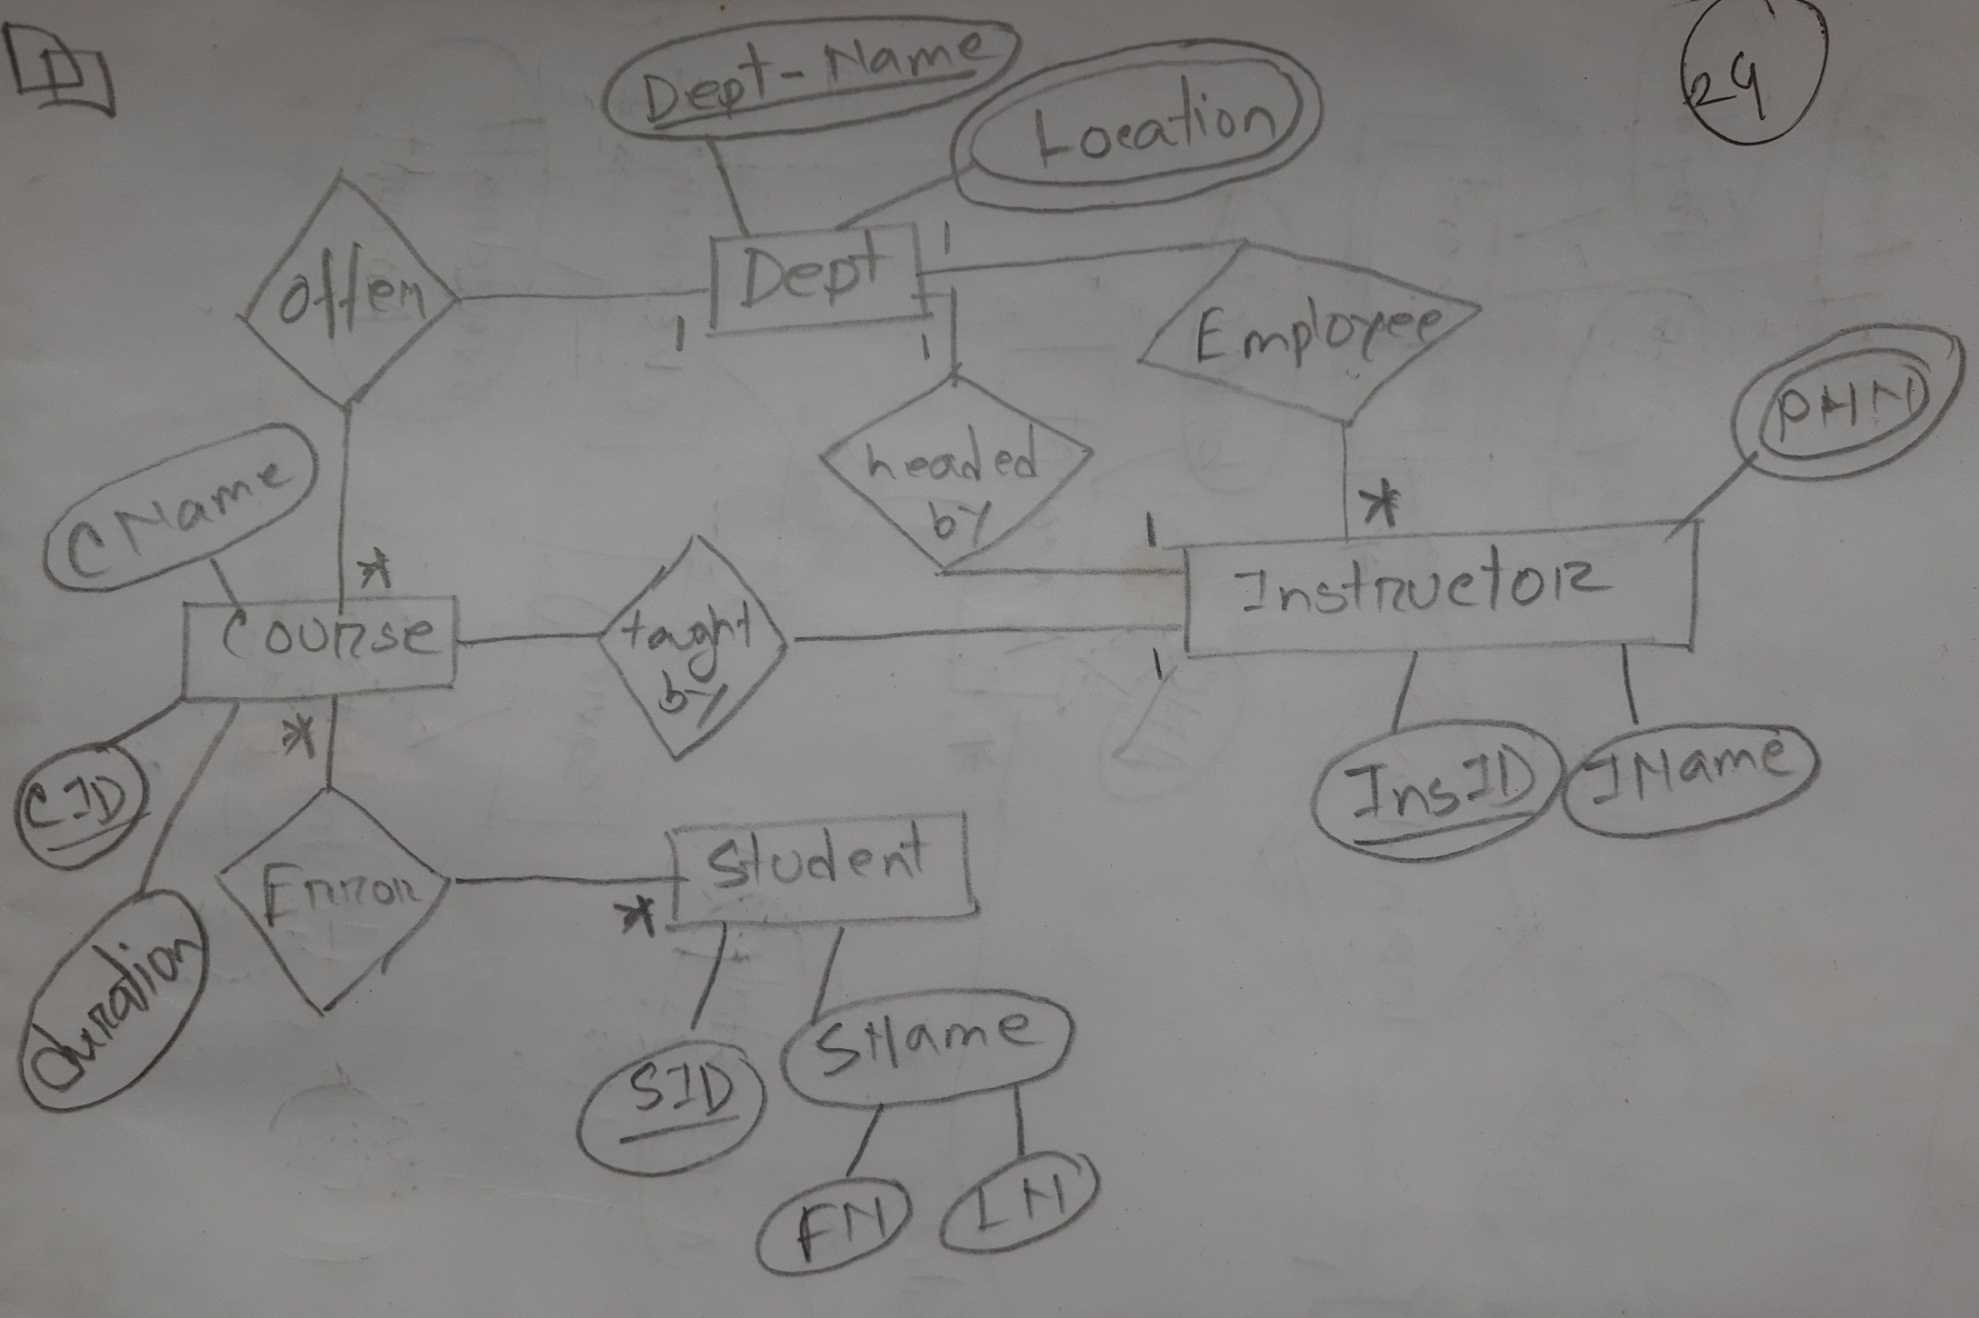 24
Dept-Name
Location
Dept
1
Offer
1
1
Employee
PHN
headed
by
*
1
CName
*
Course
taught
by
Instructor
1
*
CID
InsID
IName
Error
Student
*
duration
SID
SName
FN
LN